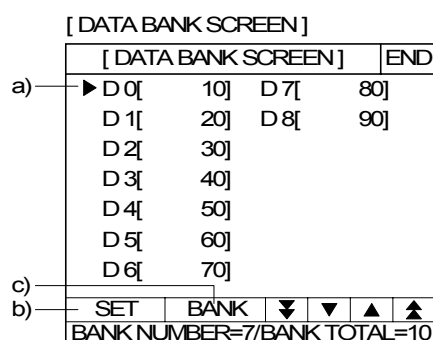 [ DATA BANK SCREEN ]
[ DATA BANK SCREEN ] END
a) ▶ D 0[ 10] D 7[ 80]
D 1[ 20] D 8[ 90]
D 2[ 30]
D 3[ 40]
D 4[ 50]
D 5[ 60]
D 6[ 70]
c)
b) SET BANK ▼ ▲
BANK NUMBER=7/BANK TOTAL=10